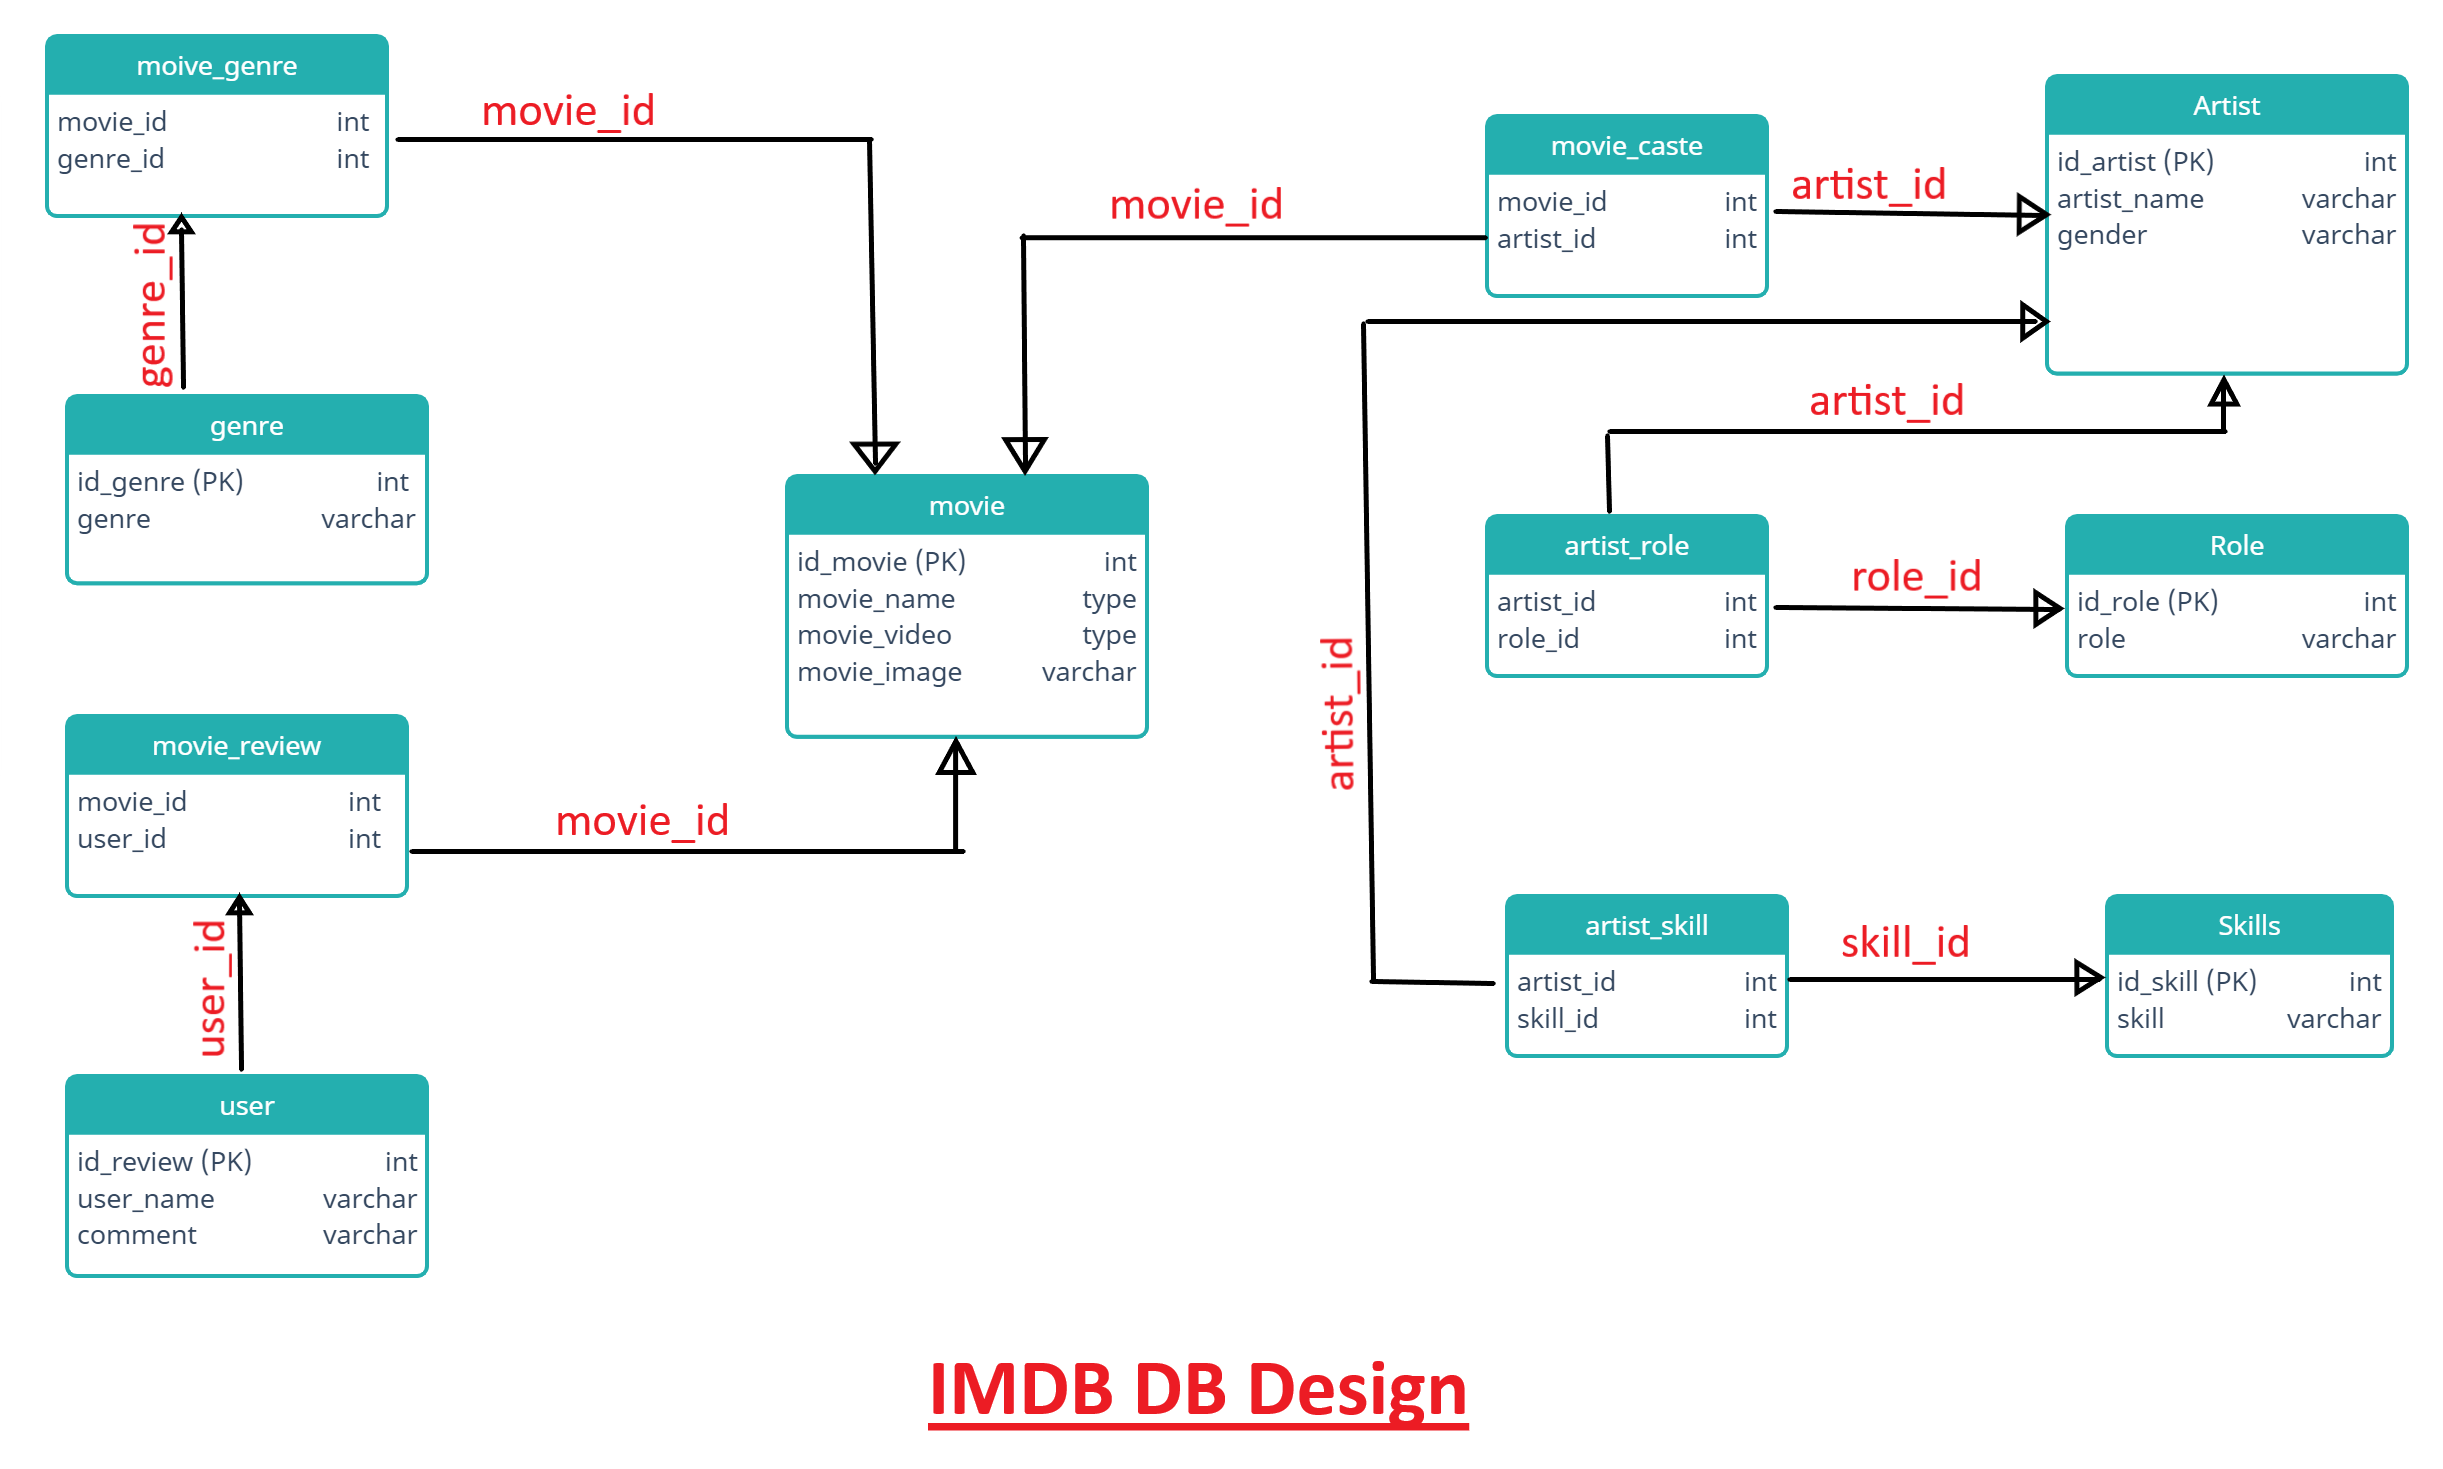 moive_genre
movie_id int
genre_id int
movie_id
genre_id
genre
id_genre (PK) int
genre varchar
movie_review
movie_id int
user_id int
movie_id
user_id
user
id_review (PK) int
user_name varchar
comment varchar
movie
id_movie (PK) int
movie_name type
movie_video type
movie_image varchar
movie_id
movie_caste
movie_id int
artist_id int
artist_id
Artist
id_artist (PK) int
artist_name varchar
gender varchar
artist_id
artist_role
artist_id int
role_id int
role_id
Role
id_role (PK) int
role varchar
artist_id
artist_skill
artist_id int
skill_id int
skill_id
Skills
id_skill (PK) int
skill varchar
IMDB DB Design